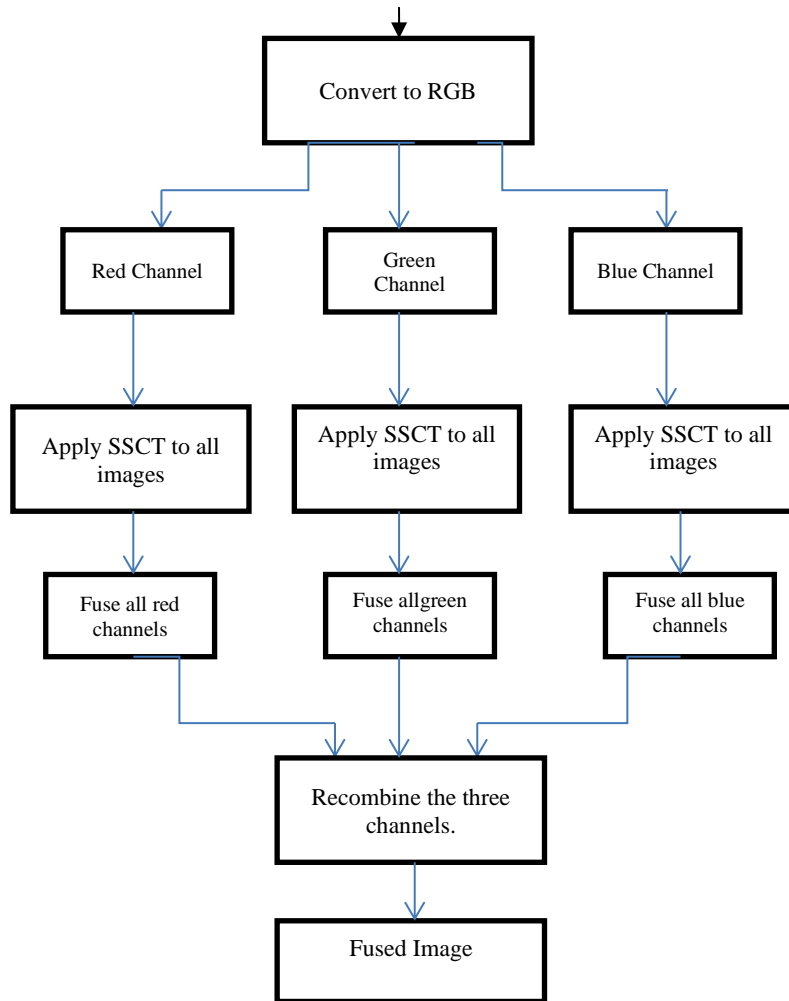 Convert to RGB
Red Channel
Green
Channel
Blue Channel
Apply SSCT to all
images
Apply SSCT to all
images
Apply SSCT to all
images
Fuse all red
channels
Fuse allgreen
channels
Fuse all blue
channels
Recombine the three
channels.
Fused Image